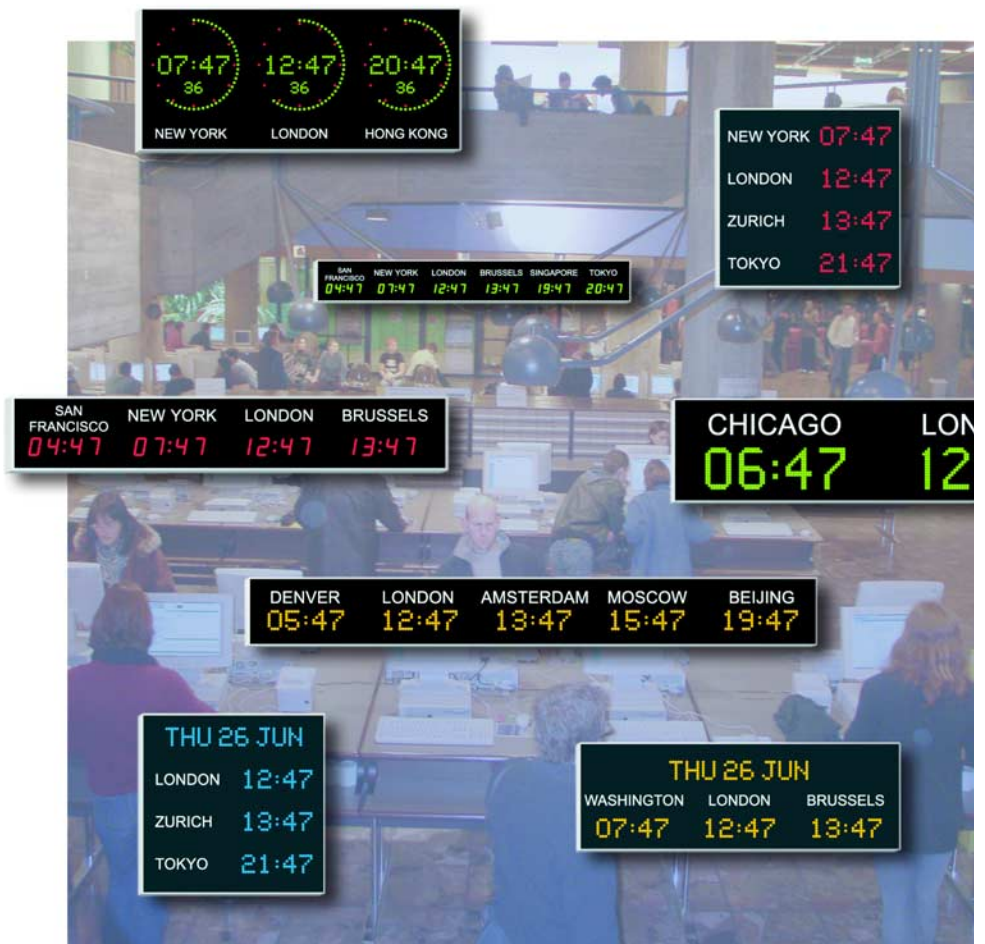 07:47 12:47 20:47
36 36 36
NEW YORK LONDON HONG KONG
NEW YORK 07:47
LONDON 12:47
ZURICH 13:47
TOKYO 21:47
SAN FRANCISCO NEW YORK LONDON BRUSSELS SINGAPORE TOKYO
04:47 07:47 12:47 13:47 19:47 20:47
SAN FRANCISCO NEW YORK LONDON BRUSSELS
04:47 07:47 12:47 13:47
CHICAGO LON
06:47 12
DENVER LONDON AMSTERDAM MOSCOW BEIJING
05:47 12:47 13:47 15:47 19:47
THU 26 JUN
LONDON 12:47
ZURICH 13:47
TOKYO 21:47
THU 26 JUN
WASHINGTON LONDON BRUSSELS
07:47 12:47 13:47